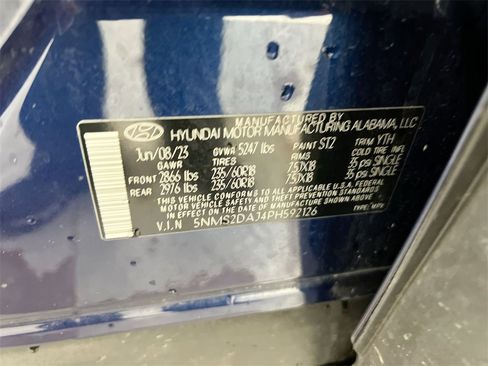 MANUFACTURED BY
HYUNDAI MOTOR MANUFACTURING ALABAMA, LLC
Jun/08/23 GVWR 5247 lbs PAINT ST2 TRIM YTH
GAWR TIRES RIMS
FRONT 2866 lbs 235/60R18 7.5JX18 35 psi SINGLE
REAR 2976 lbs 235/60R18 7.5JX18 35 psi SINGLE
THIS VEHICLE CONFORMS TO ALL APPLICABLE U.S.A. FEDERAL
MOTOR VEHICLE SAFETY, BUMPER, AND THEFT PREVENTION STANDARDS
IN EFFECT ON THE DATE OF MANUFACTURE SHOWN ABOVE.
V.I.N 5NMS2DAJ4PH592126 TYPE: MPV